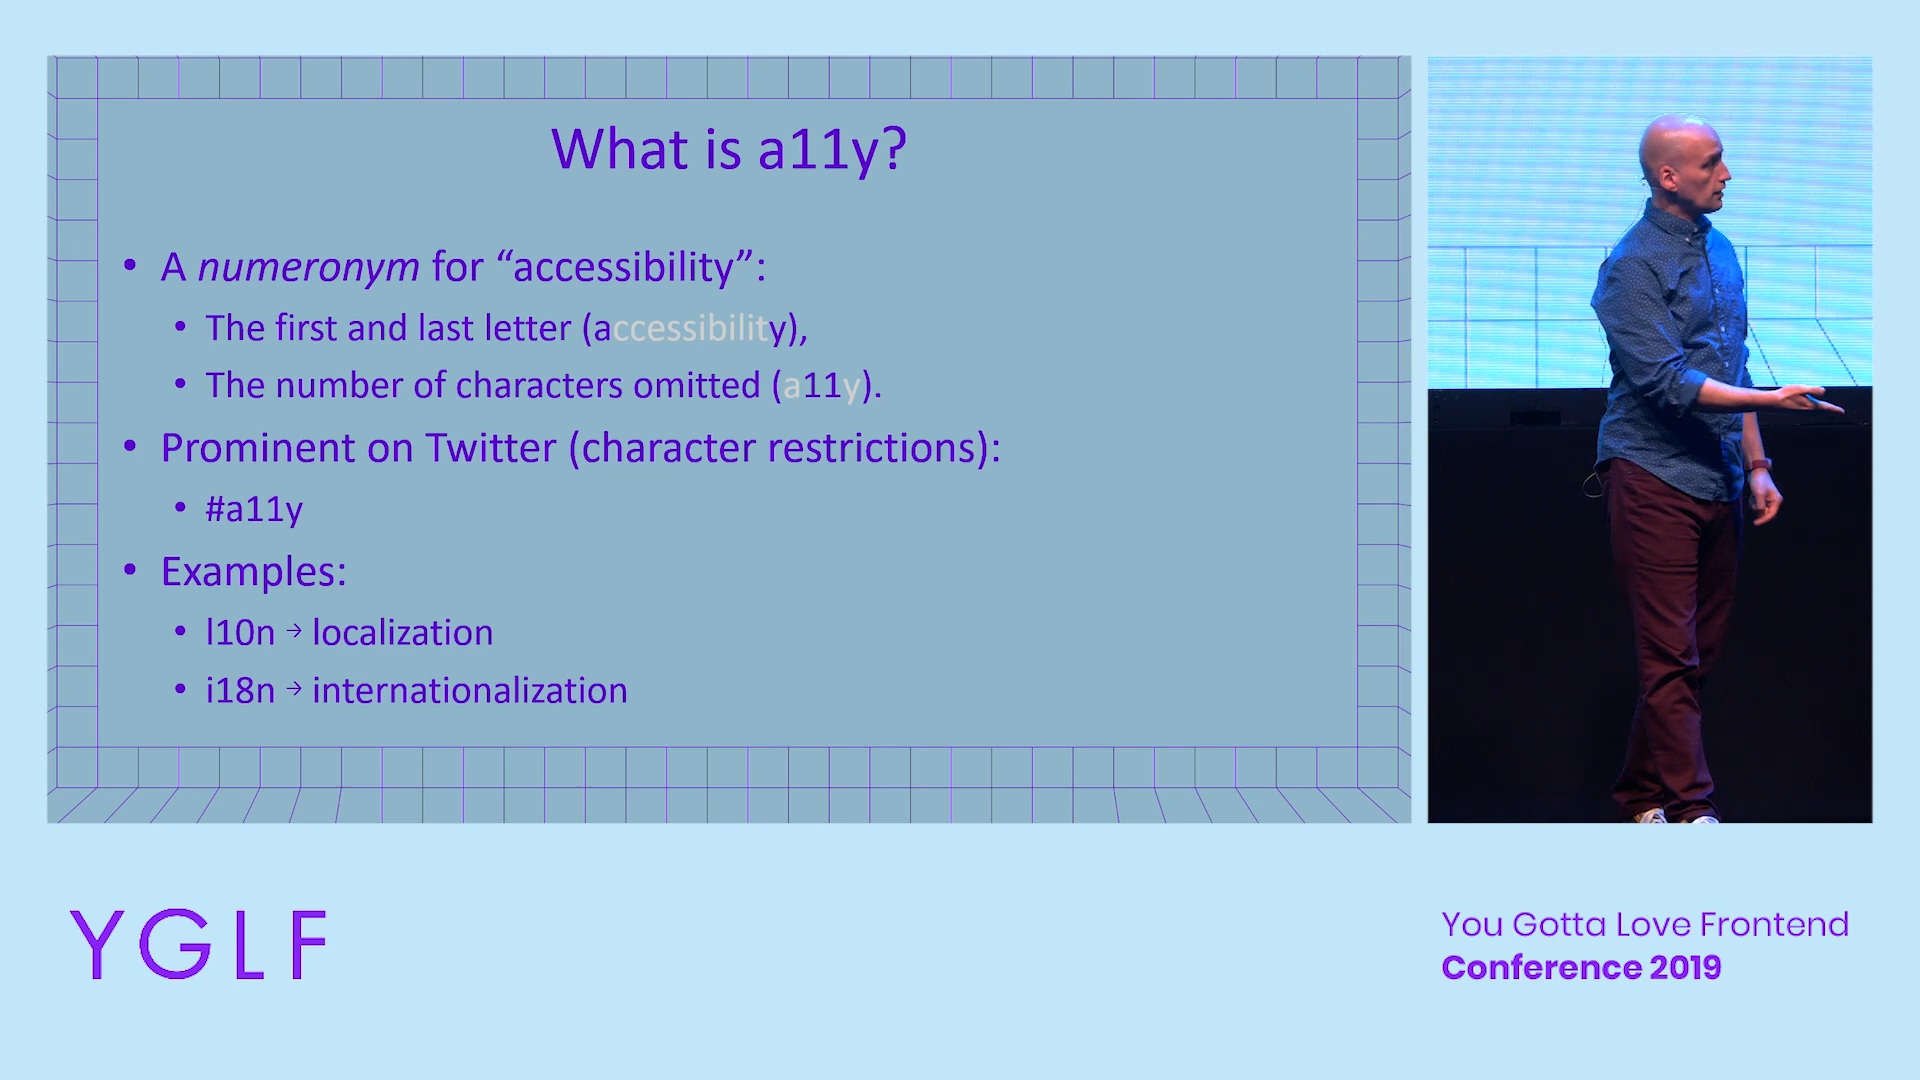 What is a11y?
• A numeronym for “accessibility”:
• The first and last letter (accessibility),
• The number of characters omitted (a11y).
• Prominent on Twitter (character restrictions):
• #a11y
• Examples:
• l10n → localization
• i18n → internationalization
YGLF
You Gotta Love Frontend
Conference 2019